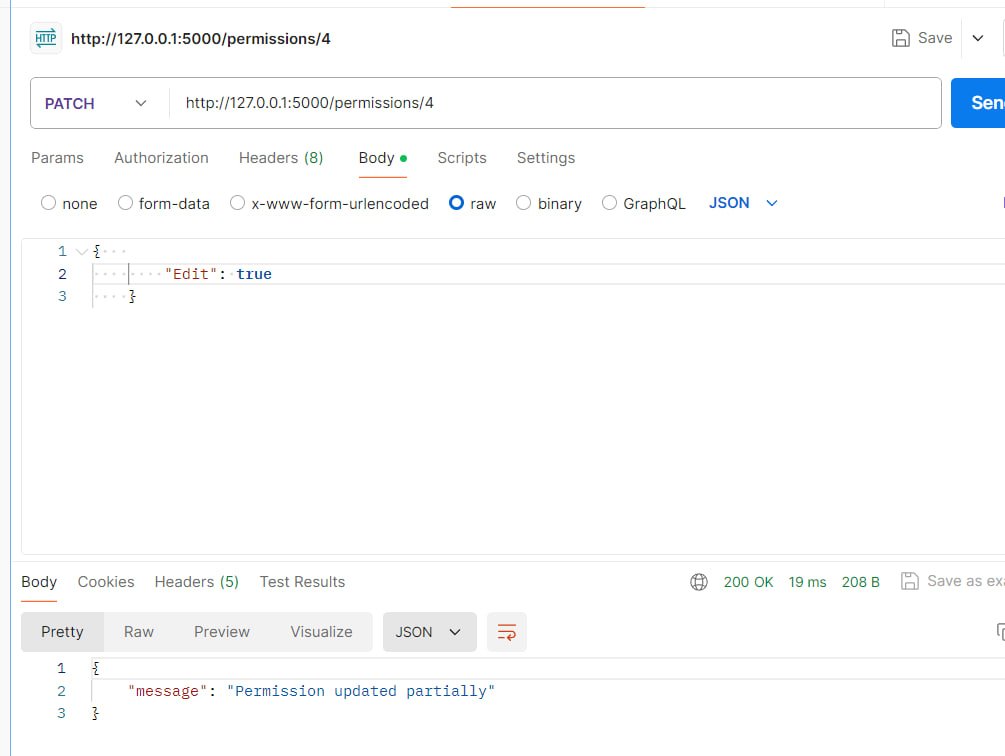 HTTP http://127.0.0.1:5000/permissions/4 Save
PATCH http://127.0.0.1:5000/permissions/4 Sen
Params Authorization Headers (8) Body Scripts Settings
none form-data x-www-form-urlencoded raw binary GraphQL JSON
1 {
2 "Edit": true
3 }
Body Cookies Headers (5) Test Results 200 OK 19 ms 208 B Save as exa
Pretty Raw Preview Visualize JSON
1 {
2 "message": "Permission updated partially"
3 }